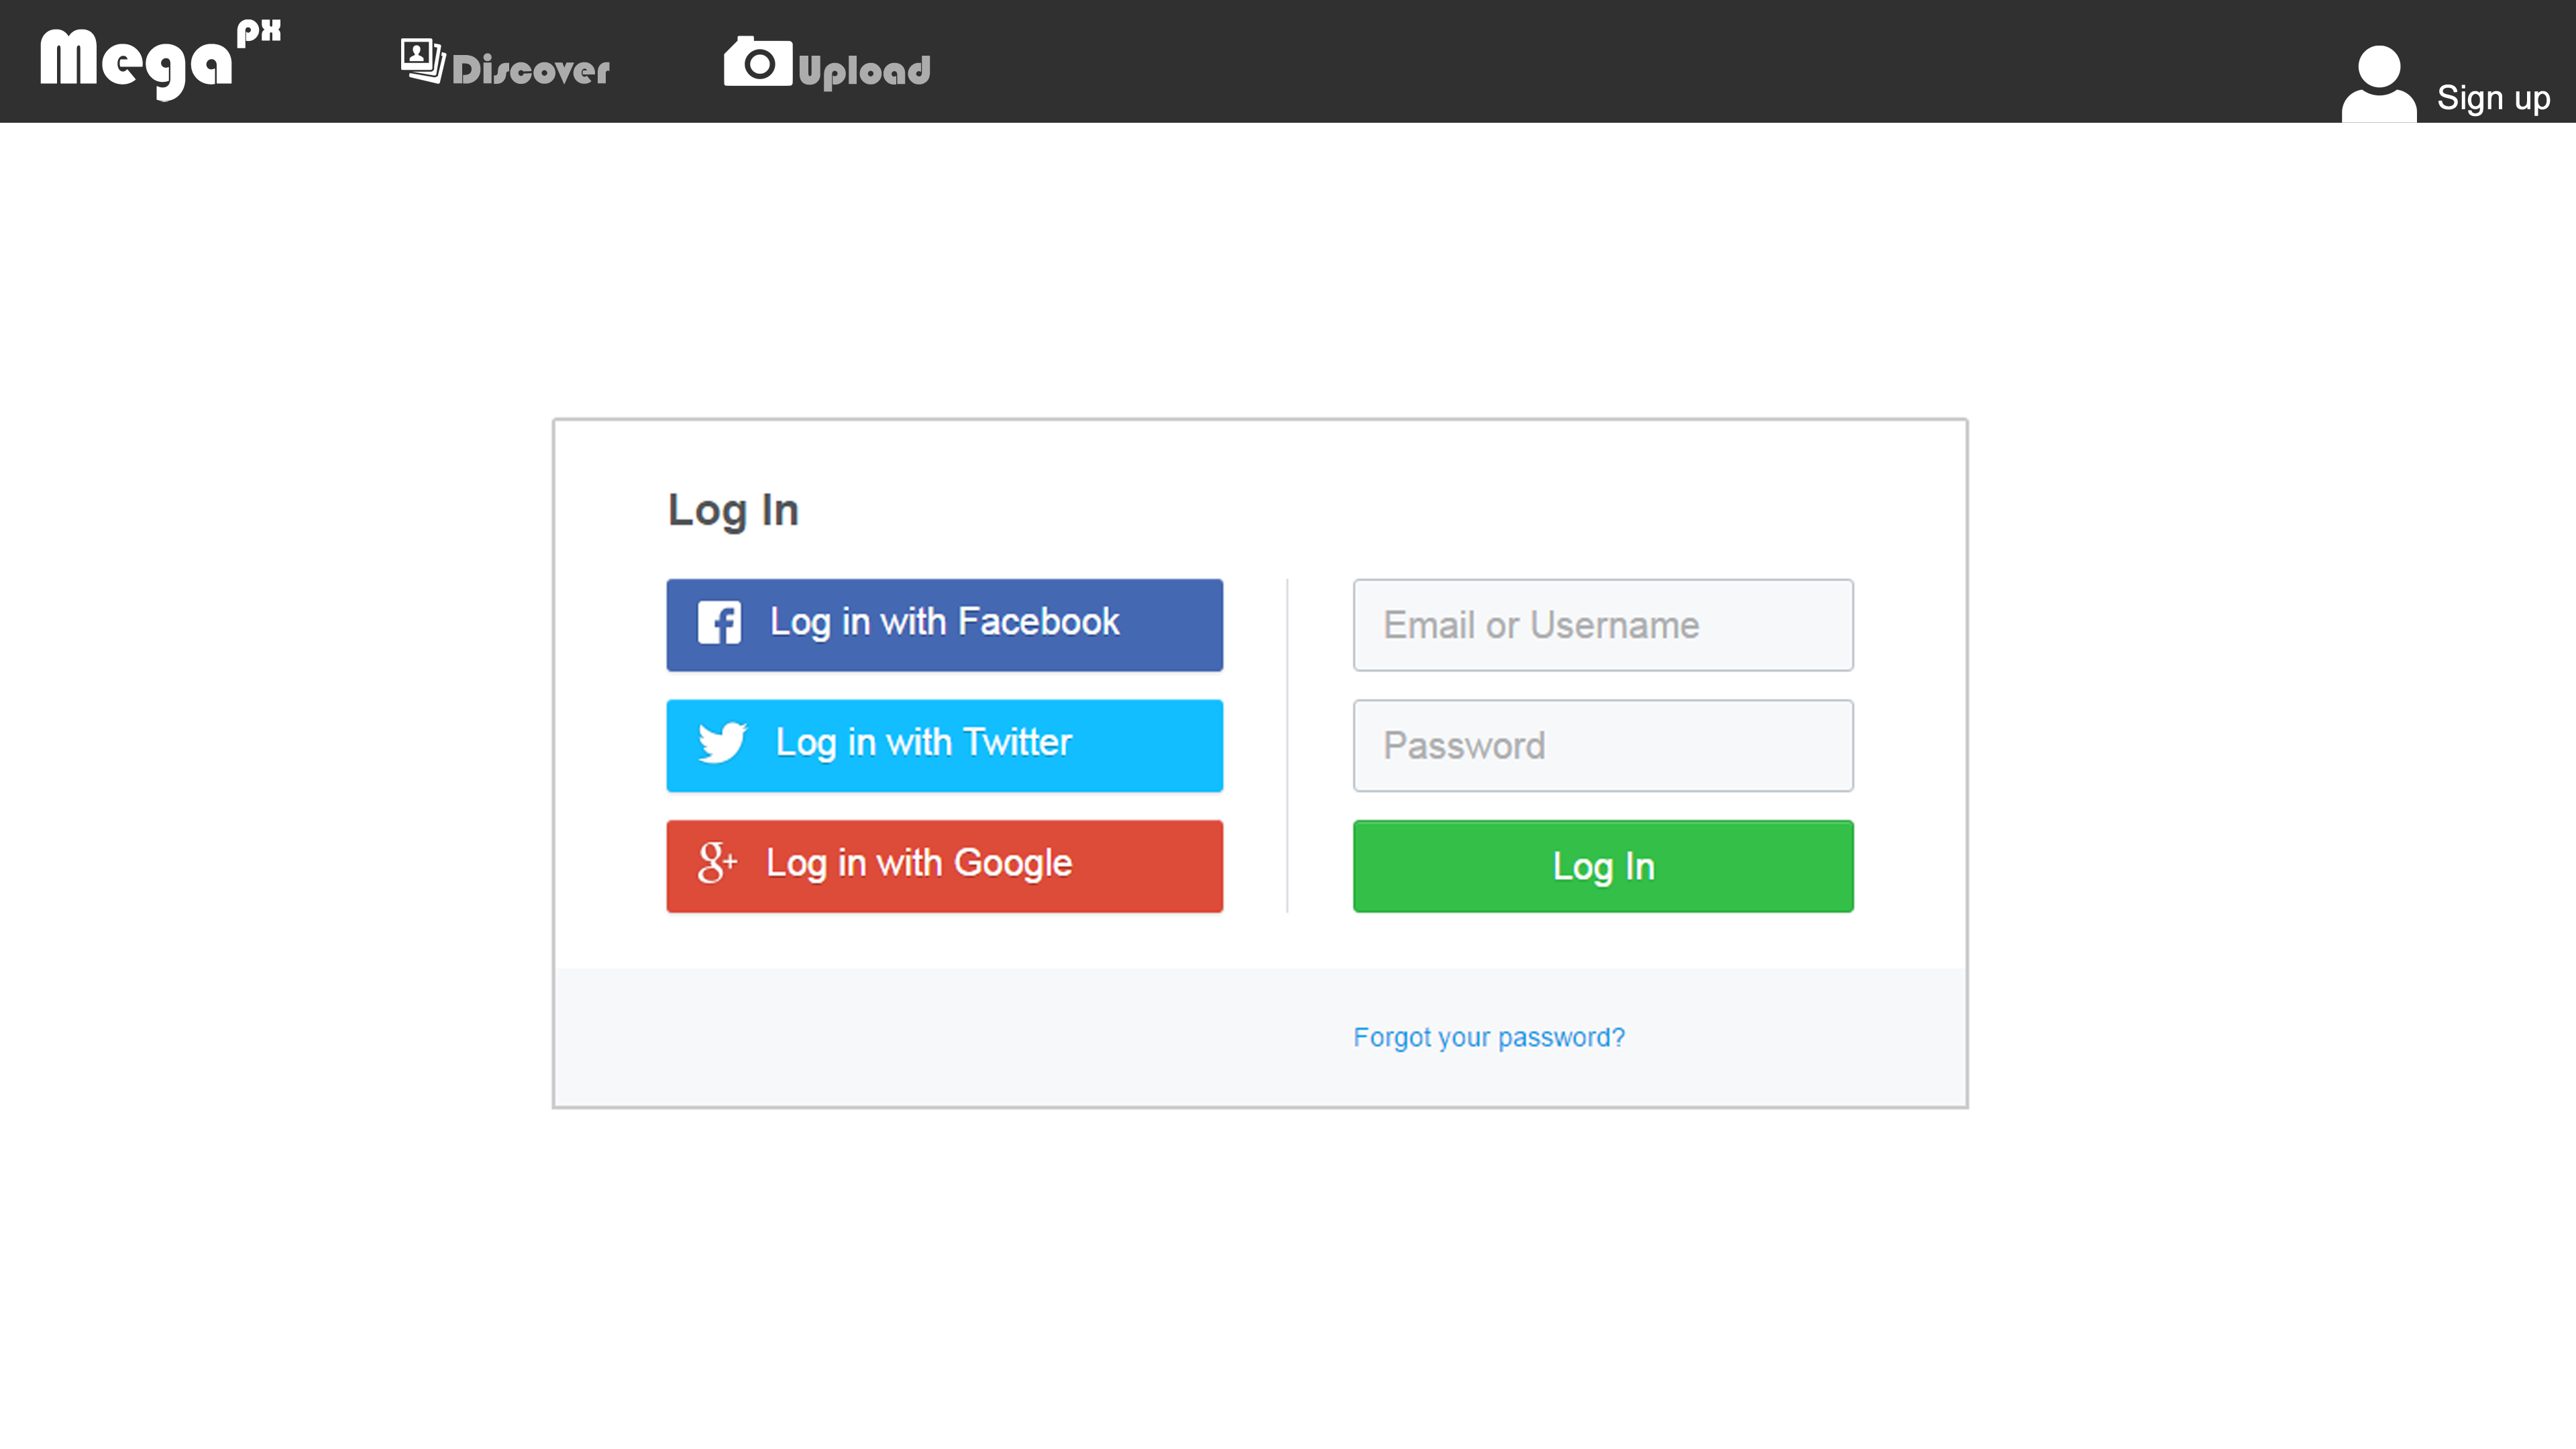 Mega px
Discover
Upload
Sign up
Log In
Log in with Facebook
Log in with Twitter
g+ Log in with Google
Email or Username
Password
Log In
Forgot your password?